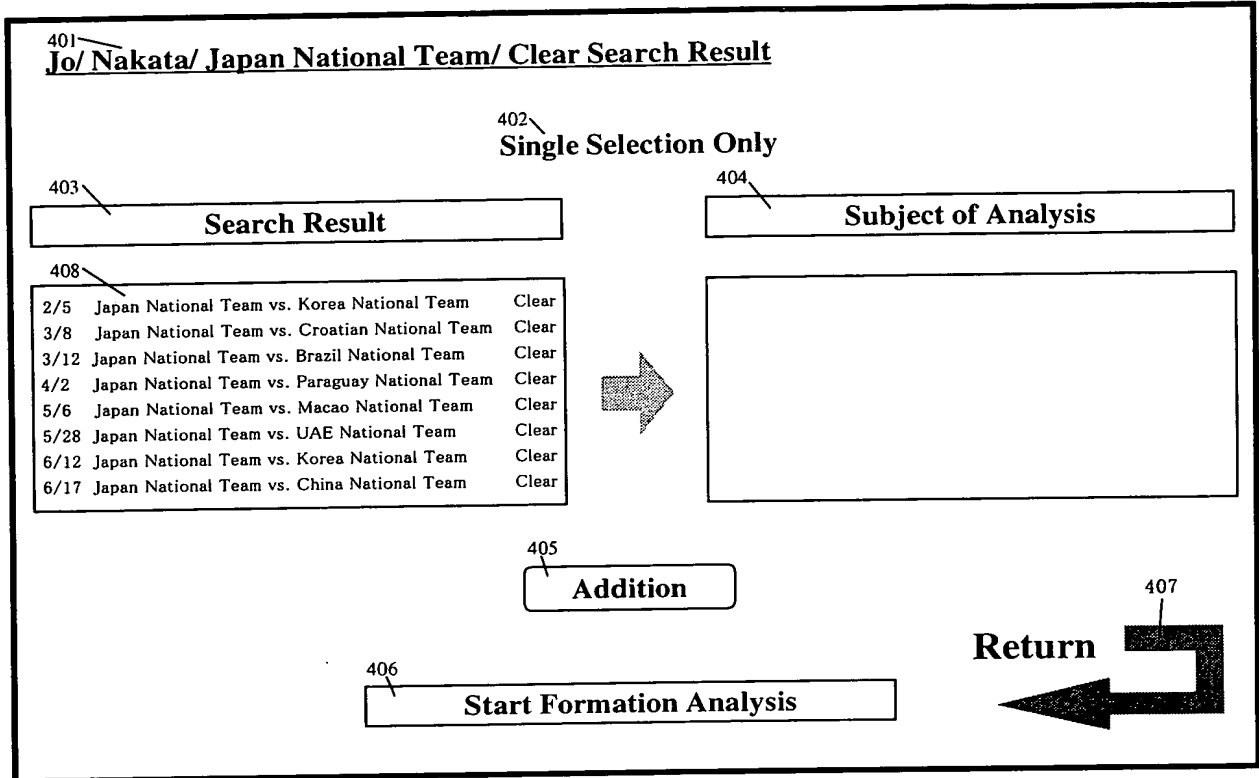 401
Jo/ Nakata/ Japan National Team/ Clear Search Result
402
Single Selection Only
403
Search Result
404
Subject of Analysis
408
2/5 Japan National Team vs. Korea National Team Clear
3/8 Japan National Team vs. Croatian National Team Clear
3/12 Japan National Team vs. Brazil National Team Clear
4/2 Japan National Team vs. Paraguay National Team Clear
5/6 Japan National Team vs. Macao National Team Clear
5/28 Japan National Team vs. UAE National Team Clear
6/12 Japan National Team vs. Korea National Team Clear
6/17 Japan National Team vs. China National Team Clear
405
Addition
407
Return
406
Start Formation Analysis